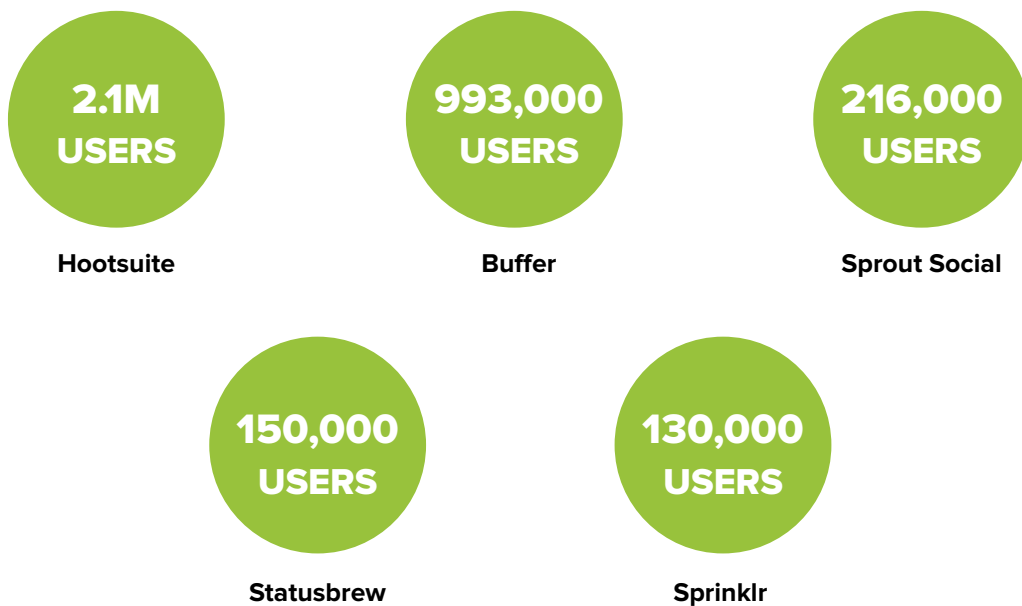 2.1M
USERS
Hootsuite
993,000
USERS
Buffer
216,000
USERS
Sprout Social
150,000
USERS
Statusbrew
130,000
USERS
Sprinklr